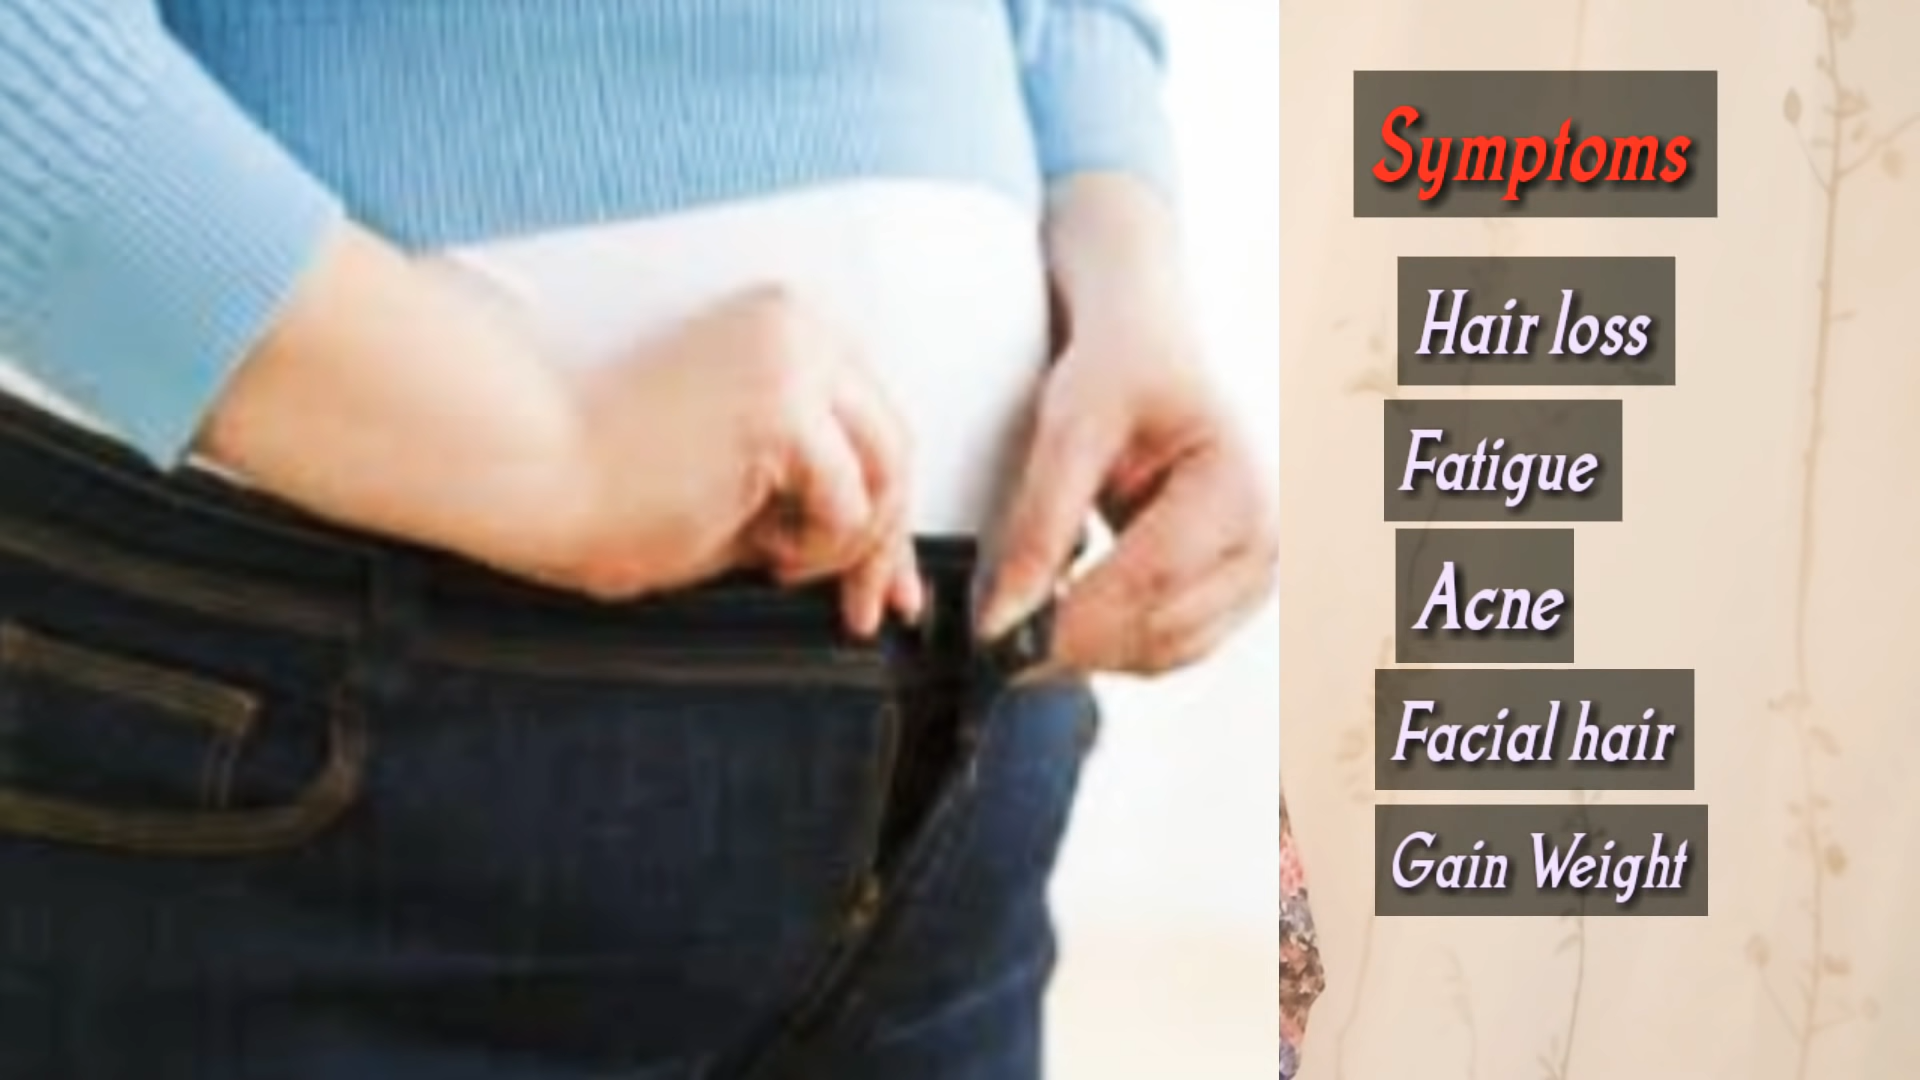 Symptoms
Hair loss
Fatigue
Acne
Facial hair
Gain Weight